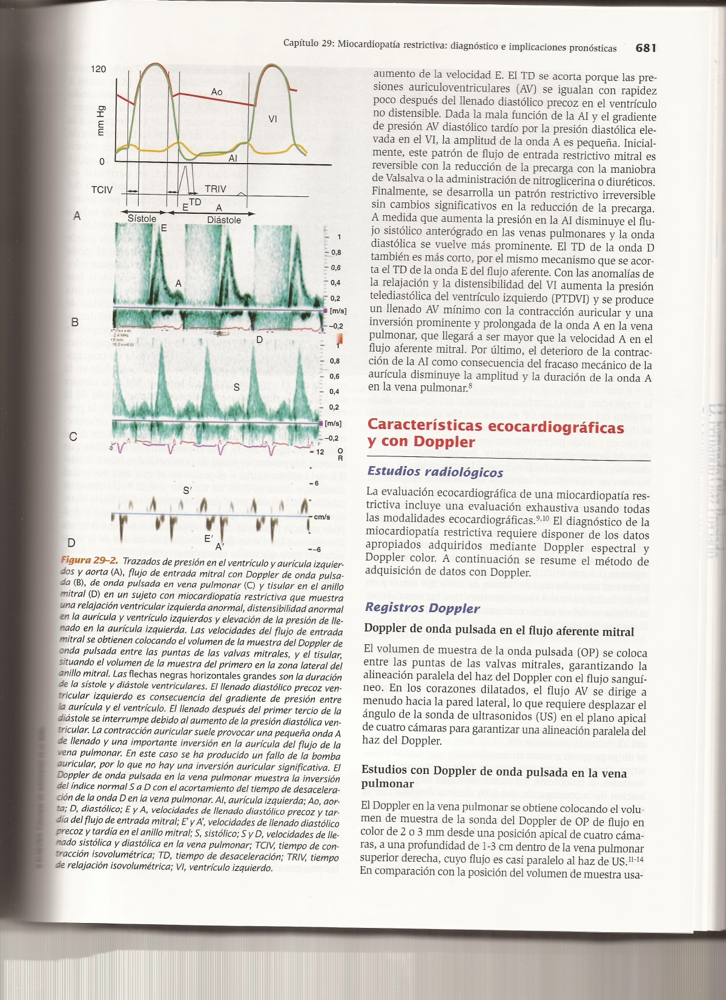 Capítulo 29: Miocardiopatía restrictiva: diagnóstico e implicaciones pronósticas 681
120
mm Hg
0
Ao
VI
AI
TCIV
TRIV
E
TD
A
Sístole
Diástole
A
E
A
1
0,8
0,6
0,4
0,2
[m/s]
-0,2
B
D
S
1
0,8
0,6
0,4
0,2
[m/s]
-0,2
C
12
6
cm/s
-6
S'
E'
A'
D
Figura 29–2. Trazados de presión en el ventrículo y aurícula izquier-
dos y aorta (A), flujo de entrada mitral con Doppler de onda pulsa-
da (B), de onda pulsada en vena pulmonar (C) y tisular en el anillo
mitral (D) en un sujeto con miocardiopatía restrictiva que muestra
una relajación ventricular izquierda anormal, distensibilidad anormal
en la aurícula y ventrículo izquierdos y elevación de la presión de lle-
nado en la aurícula izquierda. Las velocidades del flujo de entrada
mitral se obtienen colocando el volumen de la muestra del Doppler de
onda pulsada entre las puntas de las valvas mitrales, y el tisular,
situando el volumen de la muestra del primero en la zona lateral del
anillo mitral. Las flechas negras horizontales grandes son la duración
de la sístole y diástole ventriculares. El llenado diastólico precoz ven-
tricular izquierdo es consecuencia del gradiente de presión entre
la aurícula y el ventrículo. El llenado después del primer tercio de la
diástole se interrumpe debido al aumento de la presión diastólica ven-
tricular. La contracción auricular suele provocar una pequeña onda A
de llenado y una importante inversión en la aurícula del flujo de la
vena pulmonar. En este caso se ha producido un fallo de la bomba
auricular, por lo que no hay una inversión auricular significativa. El
Doppler de onda pulsada en la vena pulmonar muestra la inversión
del índice normal S a D con el acortamiento del tiempo de desacelera-
ción de la onda D en la vena pulmonar. AI, aurícula izquierda; Ao, aor-
ta; D, diastólico; E y A, velocidades de llenado diastólico precoz y tar-
día del flujo de entrada mitral; E' y A', velocidades de llenado diastólico
precoz y tardía en el anillo mitral; S, sistólico; S y D, velocidades de lle-
nado sistólica y diastólica en la vena pulmonar; TCIV, tiempo de con-
tracción isovolumétrica; TD, tiempo de desaceleración; TRIV, tiempo
de relajación isovolumétrica; VI, ventrículo izquierdo.
aumento de la velocidad E. El TD se acorta porque las pre-
siones auriculoventriculares (AV) se igualan con rapidez
poco después del llenado diastólico precoz en el ventrículo
no distensible. Dada la mala función de la AI y el gradiente
de presión AV diastólico tardío por la presión diastólica ele-
vada en el VI, la amplitud de la onda A es pequeña. Inicial-
mente, este patrón de flujo de entrada restrictivo mitral es
reversible con la reducción de la precarga con la maniobra
de Valsalva o la administración de nitroglicerina o diuréticos.
Finalmente, se desarrolla un patrón restrictivo irreversible
sin cambios significativos en la reducción de la precarga.
A medida que aumenta la presión en la AI disminuye el flu-
jo sistólico anterógrado en las venas pulmonares y la onda
diastólica se vuelve más prominente. El TD de la onda D
también es más corto, por el mismo mecanismo que se acor-
ta el TD de la onda E del flujo aferente. Con las anomalías de
la relajación y la distensibilidad del VI aumenta la presión
telediastólica del ventrículo izquierdo (PTDVI) y se produce
un llenado AV mínimo con la contracción auricular y una
inversión prominente y prolongada de la onda A en la vena
pulmonar, que llegará a ser mayor que la velocidad A en el
flujo aferente mitral. Por último, el deterioro de la contrac-
ción de la AI como consecuencia del fracaso mecánico de la
aurícula disminuye la amplitud y la duración de la onda A
en la vena pulmonar.⁸
Características ecocardiográficas
y con Doppler
Estudios radiológicos
La evaluación ecocardiográfica de una miocardiopatía res-
trictiva incluye una evaluación exhaustiva usando todas
las modalidades ecocardiográficas.⁹,¹⁰ El diagnóstico de la
miocardiopatía restrictiva requiere disponer de los datos
apropiados adquiridos mediante Doppler espectral y
Doppler color. A continuación se resume el método de
adquisición de datos con Doppler.
Registros Doppler
Doppler de onda pulsada en el flujo aferente mitral
El volumen de muestra de la onda pulsada (OP) se coloca
entre las puntas de las valvas mitrales, garantizando la
alineación paralela del haz del Doppler con el flujo sanguí-
neo. En los corazones dilatados, el flujo AV se dirige a
menudo hacia la pared lateral, lo que requiere desplazar el
ángulo de la sonda de ultrasonidos (US) en el plano apical
de cuatro cámaras para garantizar una alineación paralela del
haz del Doppler.
Estudios con Doppler de onda pulsada en la vena
pulmonar
El Doppler en la vena pulmonar se obtiene colocando el volu-
men de muestra de la sonda del Doppler de OP de flujo en
color de 2 o 3 mm desde una posición apical de cuatro cáma-
ras, a una profundidad de 1-3 cm dentro de la vena pulmonar
superior derecha, cuyo flujo es casi paralelo al haz de US.¹¹⁻¹⁴
En comparación con la posición del volumen de muestra usa-